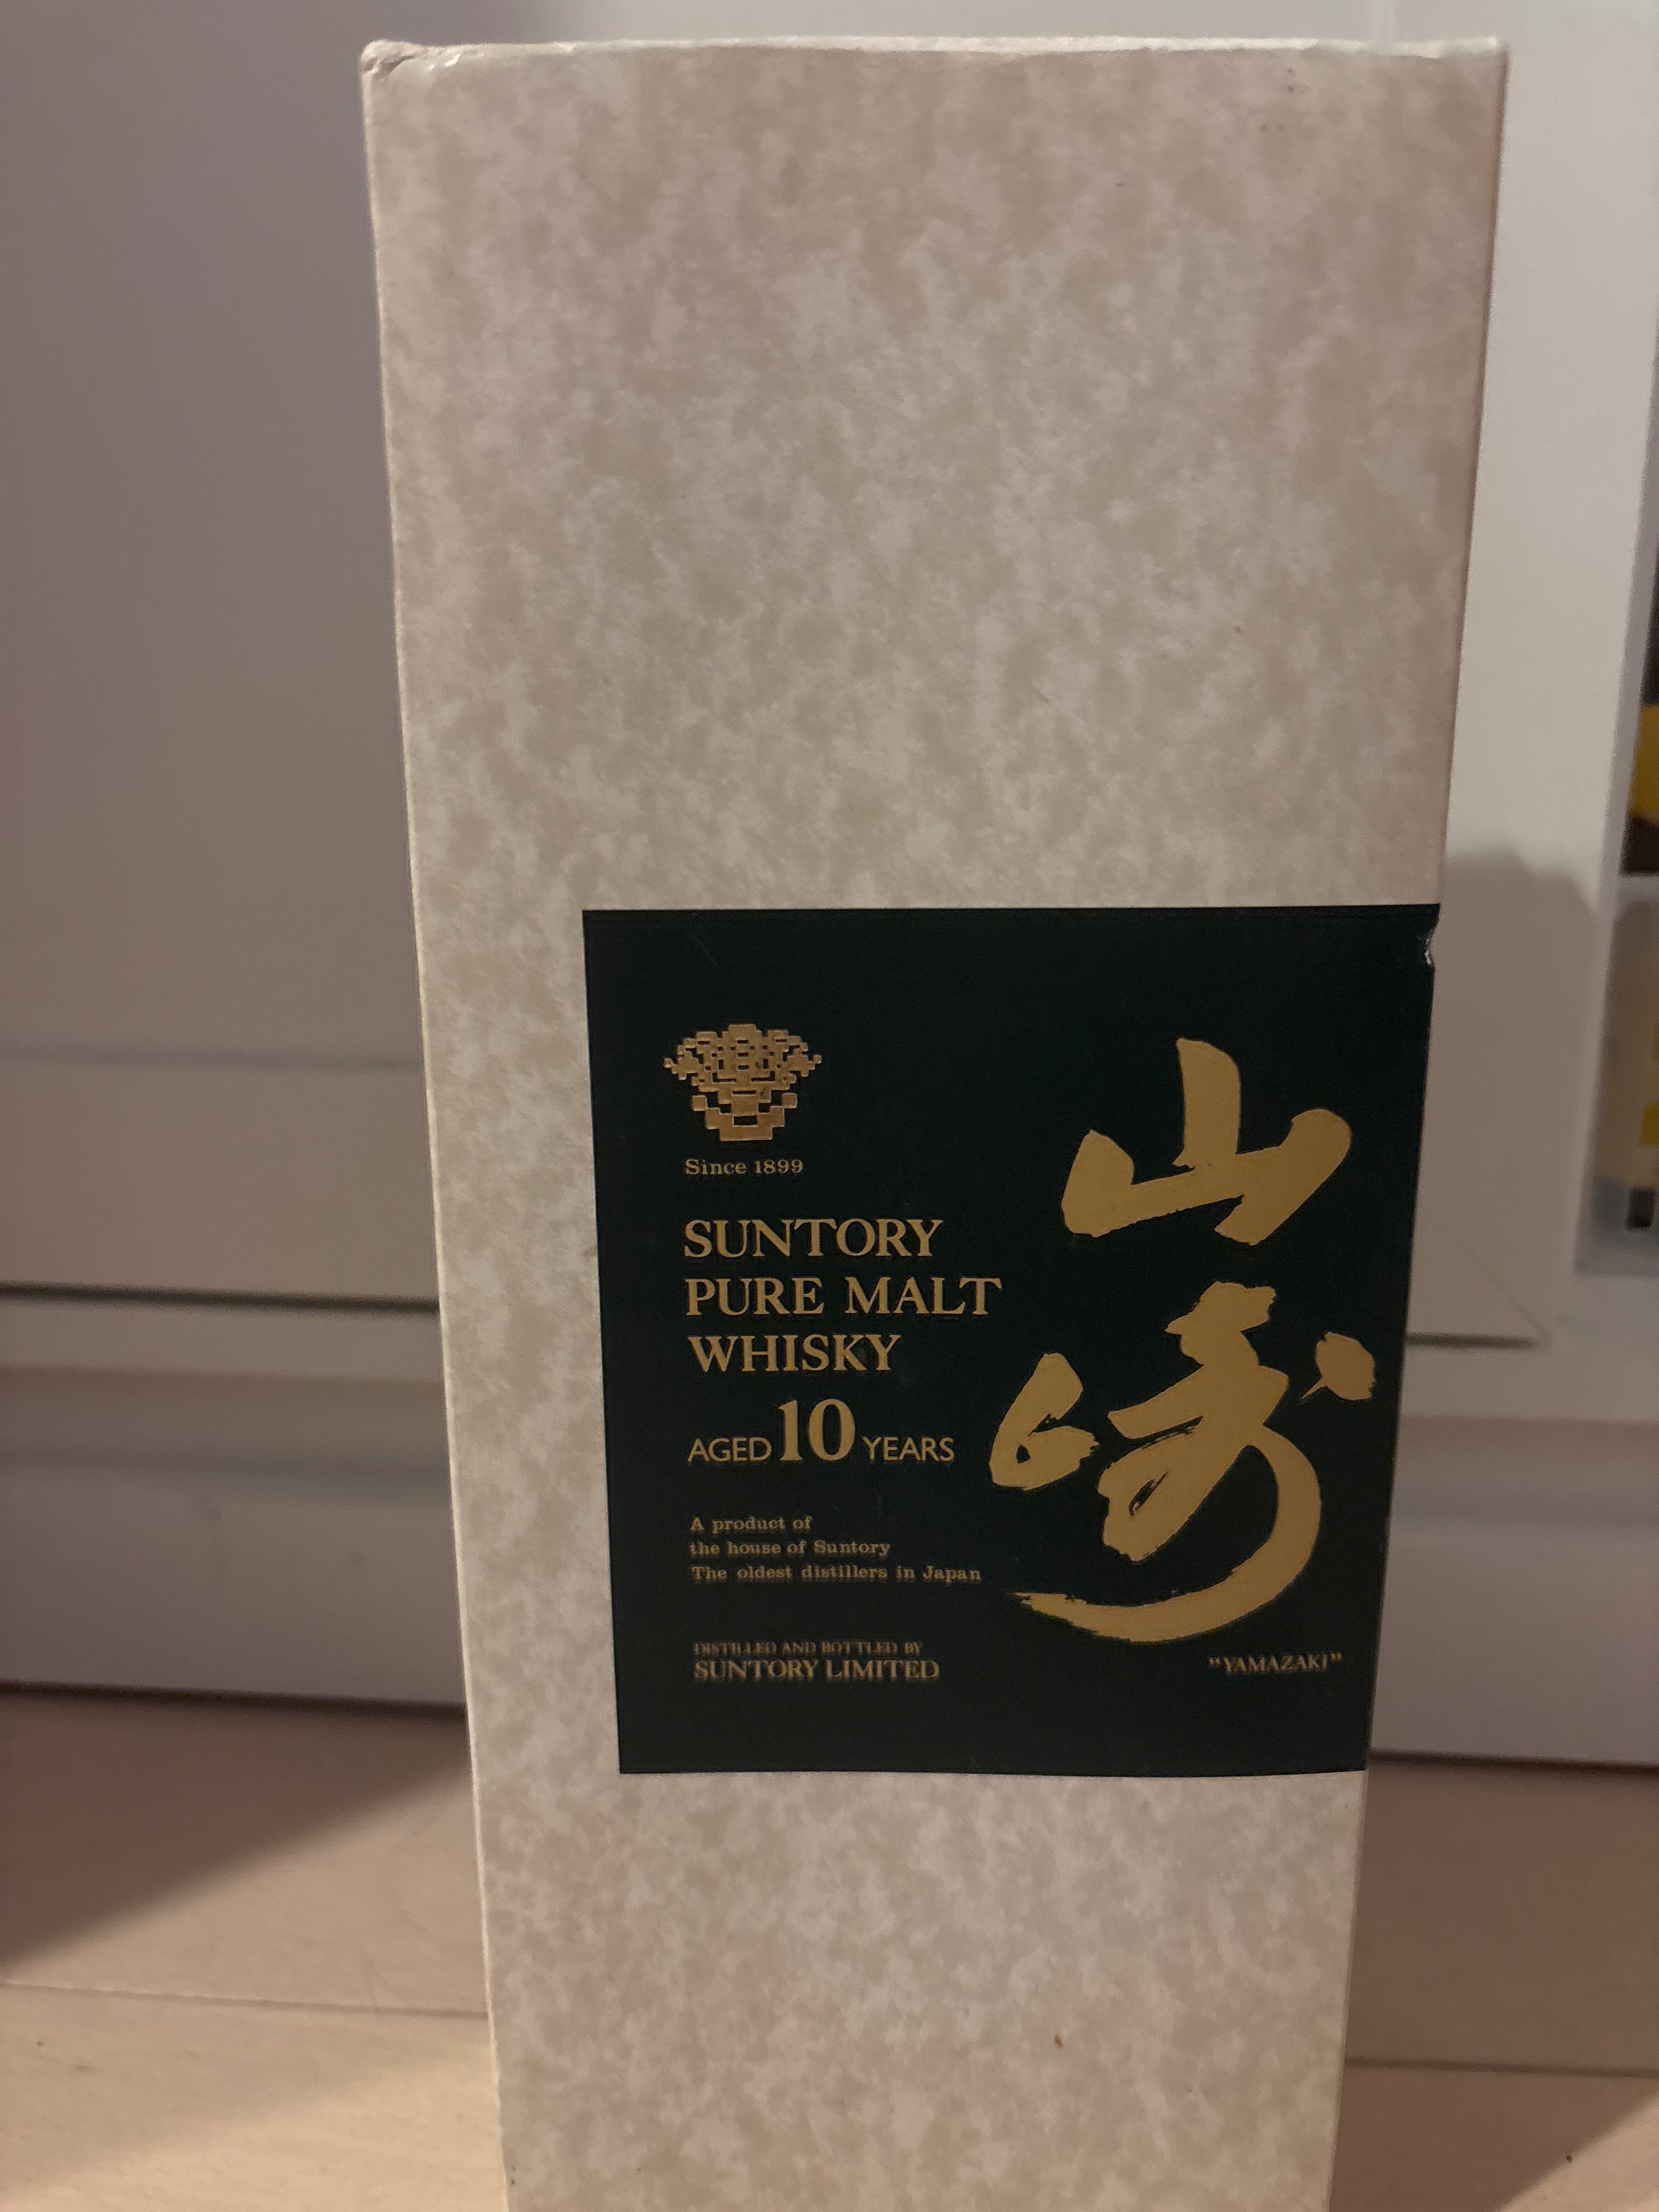 Since 1899
SUNTORY
PURE MALT
WHISKY
AGED 10 YEARS
A product of
the house of Suntory
The oldest distillers in Japan
DISTILLED AND BOTTLED BY
SUNTORY LIMITED
山
崎
"YAMAZAKI"